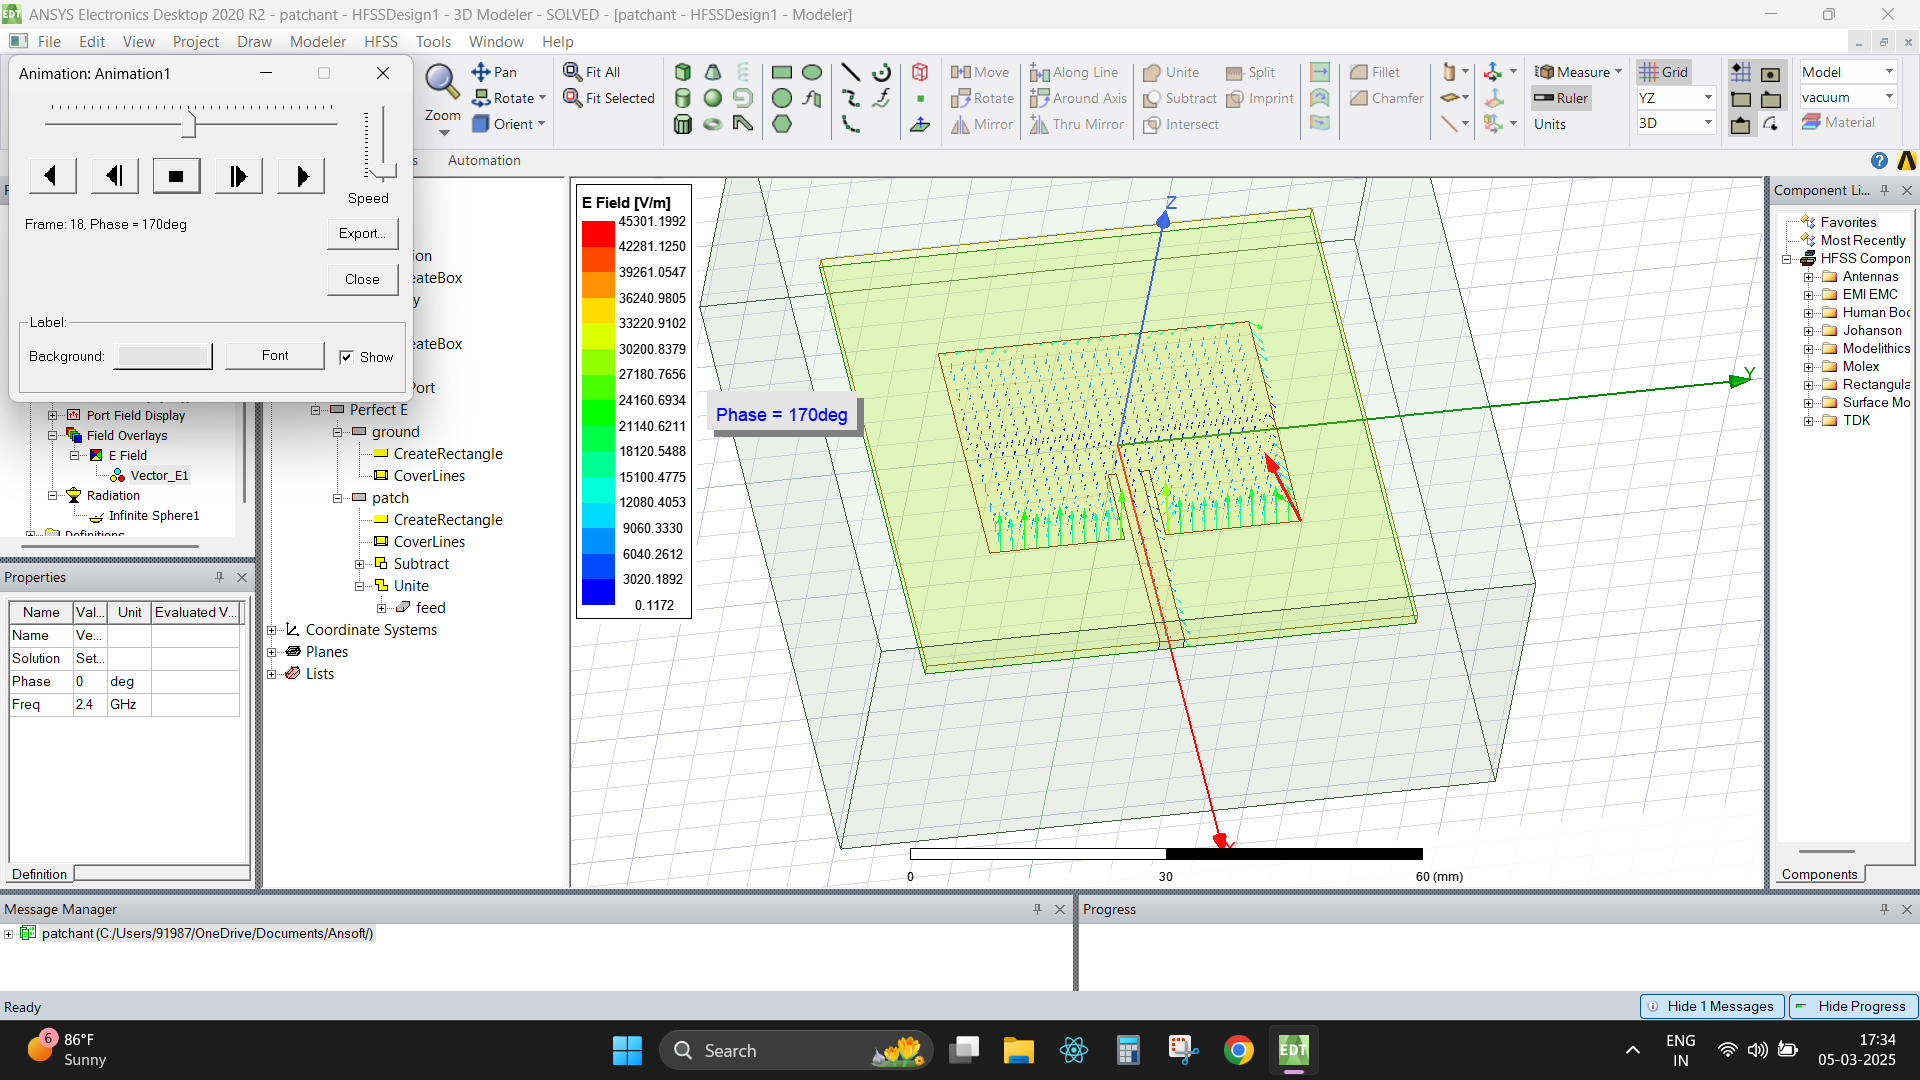 ANSYS Electronics Desktop 2020 R2 - patchant - HFSSDesign1 - 3D Modeler - SOLVED - [patchant - HFSSDesign1 - Modeler]
File Edit View Project Draw Modeler HFSS Tools Window Help
Animation: Animation1
Speed
Frame: 18, Phase = 170deg
Export...
Close
Label:
Background:
Font
Show
Zoom
Pan
Rotate
Orient
Fit All
Fit Selected
Move
Rotate
Mirror
Along Line
Around Axis
Thru Mirror
Unite
Subtract
Intersect
Split
Imprint
Fillet
Chamfer
Measure
Ruler
Units
Grid
YZ
3D
Model
vacuum
Material
Automation
Port Field Display
Field Overlays
E Field
Vector_E1
Radiation
Infinite Sphere1
Properties
Name Val... Unit Evaluated V...
Name Ve...
Solution Set...
Phase 0 deg
Freq 2.4 GHz
Definition
ion
eateBox
y
eateBox
Port
Perfect E
ground
CreateRectangle
CoverLines
patch
CreateRectangle
CoverLines
Subtract
Unite
feed
Coordinate Systems
Planes
Lists
E Field [V/m]
45301.1992
42281.1250
39261.0547
36240.9805
33220.9102
30200.8379
27180.7656
24160.6934
21140.6211
18120.5488
15100.4775
12080.4053
9060.3330
6040.2612
3020.1892
0.1172
Phase = 170deg
Z
Y
0 30 60 (mm)
Component Li...
Favorites
Most Recently
HFSS Compon
Antennas
EMI EMC
Human Boc
Johanson
Modelithics
Molex
Rectangula
Surface Mo
TDK
Components
Message Manager
patchant (C:/Users/91987/OneDrive/Documents/Ansoft/)
Progress
Ready
Hide 1 Messages
Hide Progress
6
86°F
Sunny
Search
EDT
ENG
IN
17:34
05-03-2025